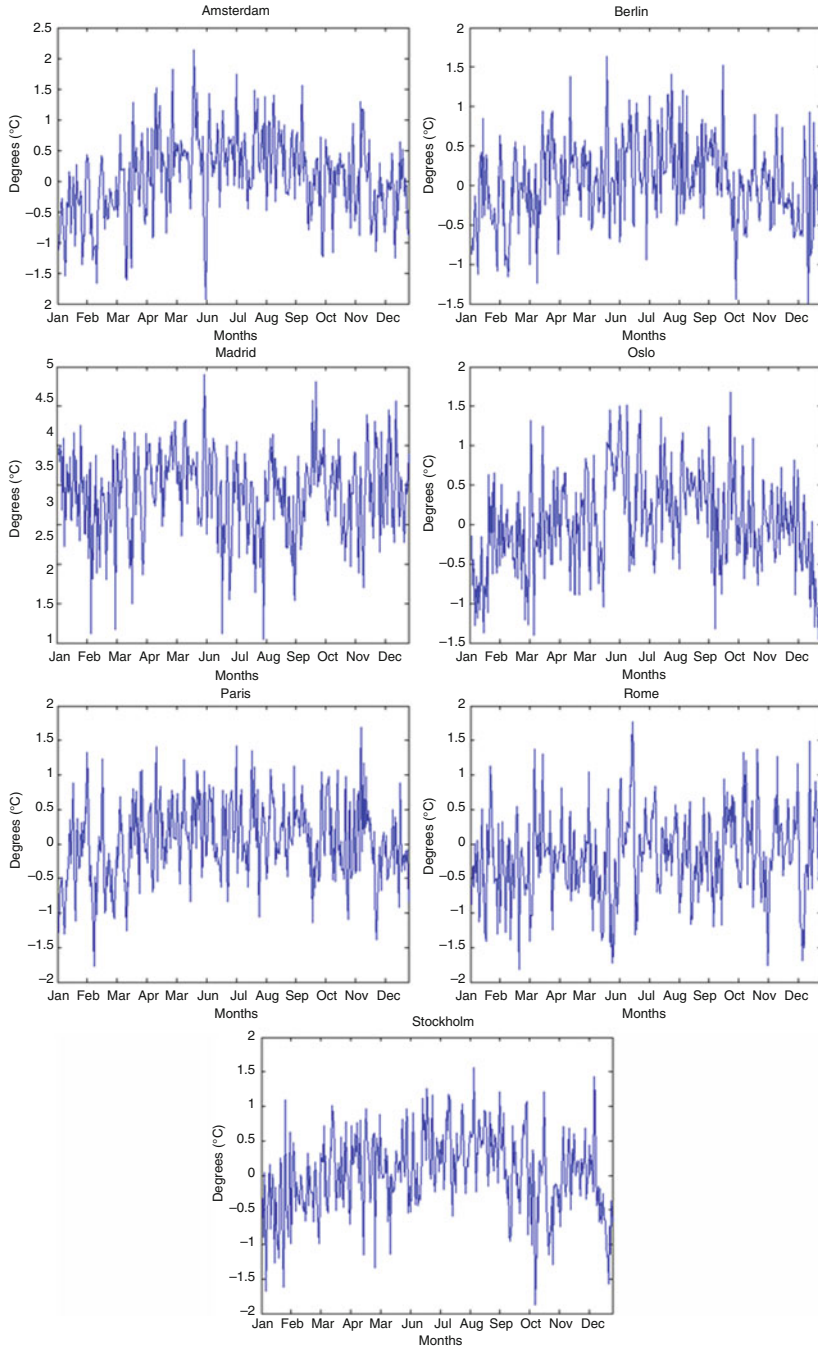 Amsterdam
2.5
2
1.5
1
0.5
0
−0.5
−1
−1.5
2
Degrees (°C)
Jan Feb Mar Apr Mar Jun Jul Aug Sep Oct Nov Dec
Months
Berlin
2
1.5
1
0.5
0
−0.5
−1
−1.5
Degrees (°C)
Jan Feb Mar Apr Mar Jun Jul Aug Sep Oct Nov Dec
Months
Madrid
5
4.5
4
3.5
3
2.5
2
1.5
1
Degrees (°C)
Jan Feb Mar Apr Mar Jun Jul Aug Sep Oct Nov Dec
Months
Oslo
2
1.5
1
0.5
0
−0.5
−1
−1.5
Degrees (°C)
Jan Feb Mar Apr Mar Jun Jul Aug Sep Oct Nov Dec
Months
Paris
2
1.5
1
0.5
0
−0.5
−1
−1.5
−2
Degrees (°C)
Jan Feb Mar Apr Mar Jun Jul Aug Sep Oct Nov Dec
Months
Rome
2
1.5
1
0.5
0
−0.5
−1
−1.5
−2
Degrees (°C)
Jan Feb Mar Apr Mar Jun Jul Aug Sep Oct Nov Dec
Months
Stockholm
2
1.5
1
0.5
0
−0.5
−1
−1.5
−2
Degrees (°C)
Jan Feb Mar Apr Mar Jun Jul Aug Sep Oct Nov Dec
Months